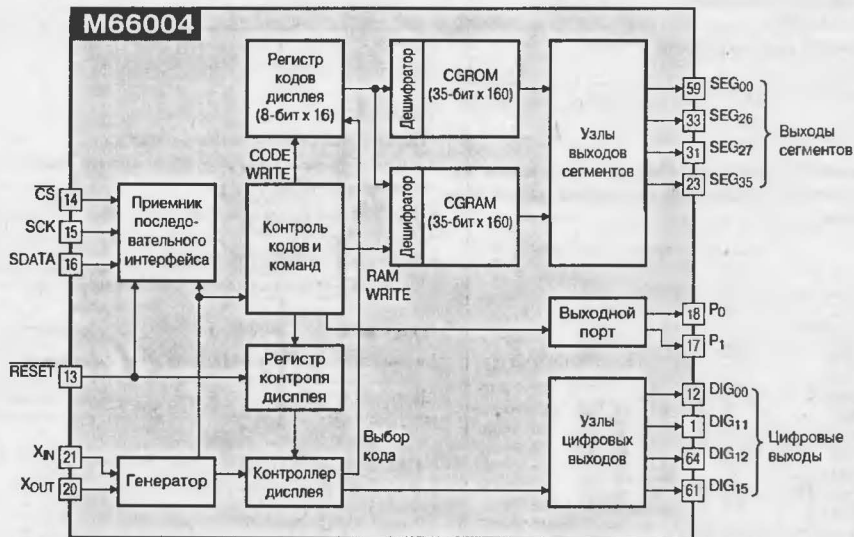 M66004
Регистр
кодов
дисплея
(8-бит x 16)
Дешифратор
CGROM
(35-бит x 160)
Узлы
выходов
сегментов
59 SEG00
33 SEG26
31 SEG27
23 SEG35
Выходы
сегментов
CODE
WRITE
CS 14
SCK 15
SDATA 16
Приемник
последо-
вательного
интерфейса
Контроль
кодов и
команд
Дешифратор
CGRAM
(35-бит x 160)
RAM
WRITE
Выходной
порт
18 P0
17 P1
RESET 13
Регистр
контроля
дисплея
Узлы
цифровых
выходов
12 DIG00
1 DIG11
64 DIG12
61 DIG15
Цифровые
выходы
Выбор
кода
XIN 21
XOUT 20
Генератор
Контроллер
дисплея